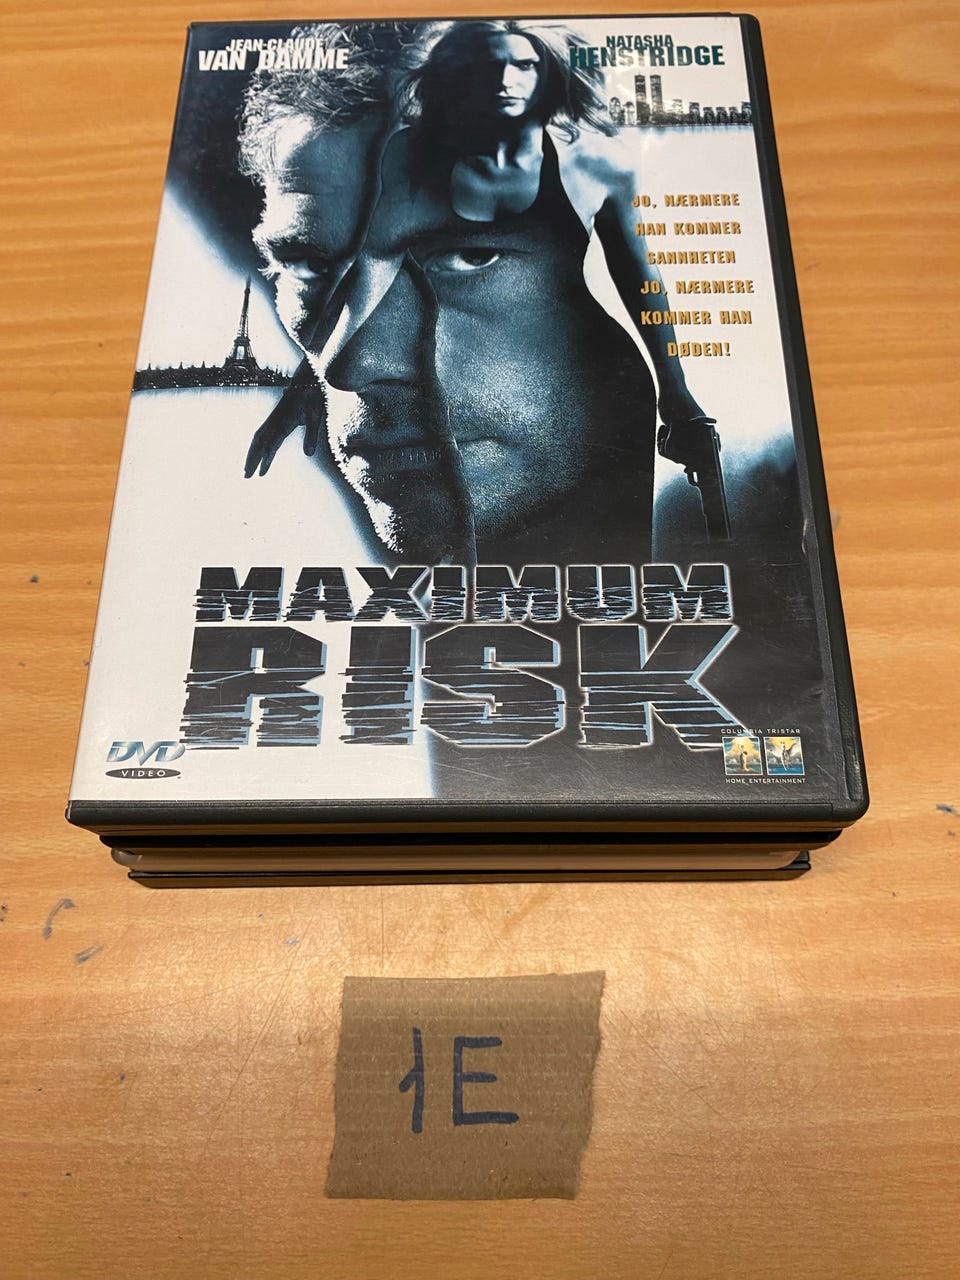 JEAN-CLAUDE
VAN DAMME
NATASHA
HENSTRIDGE
JO, NÆRMERE
HAN KOMMER
SANNHETEN
JO, NÆRMERE
KOMMER HAN
DØDEN!
MAXIMUM
RISK
DVD
VIDEO
COLUMBIA TRISTAR
HOME ENTERTAINMENT
1E